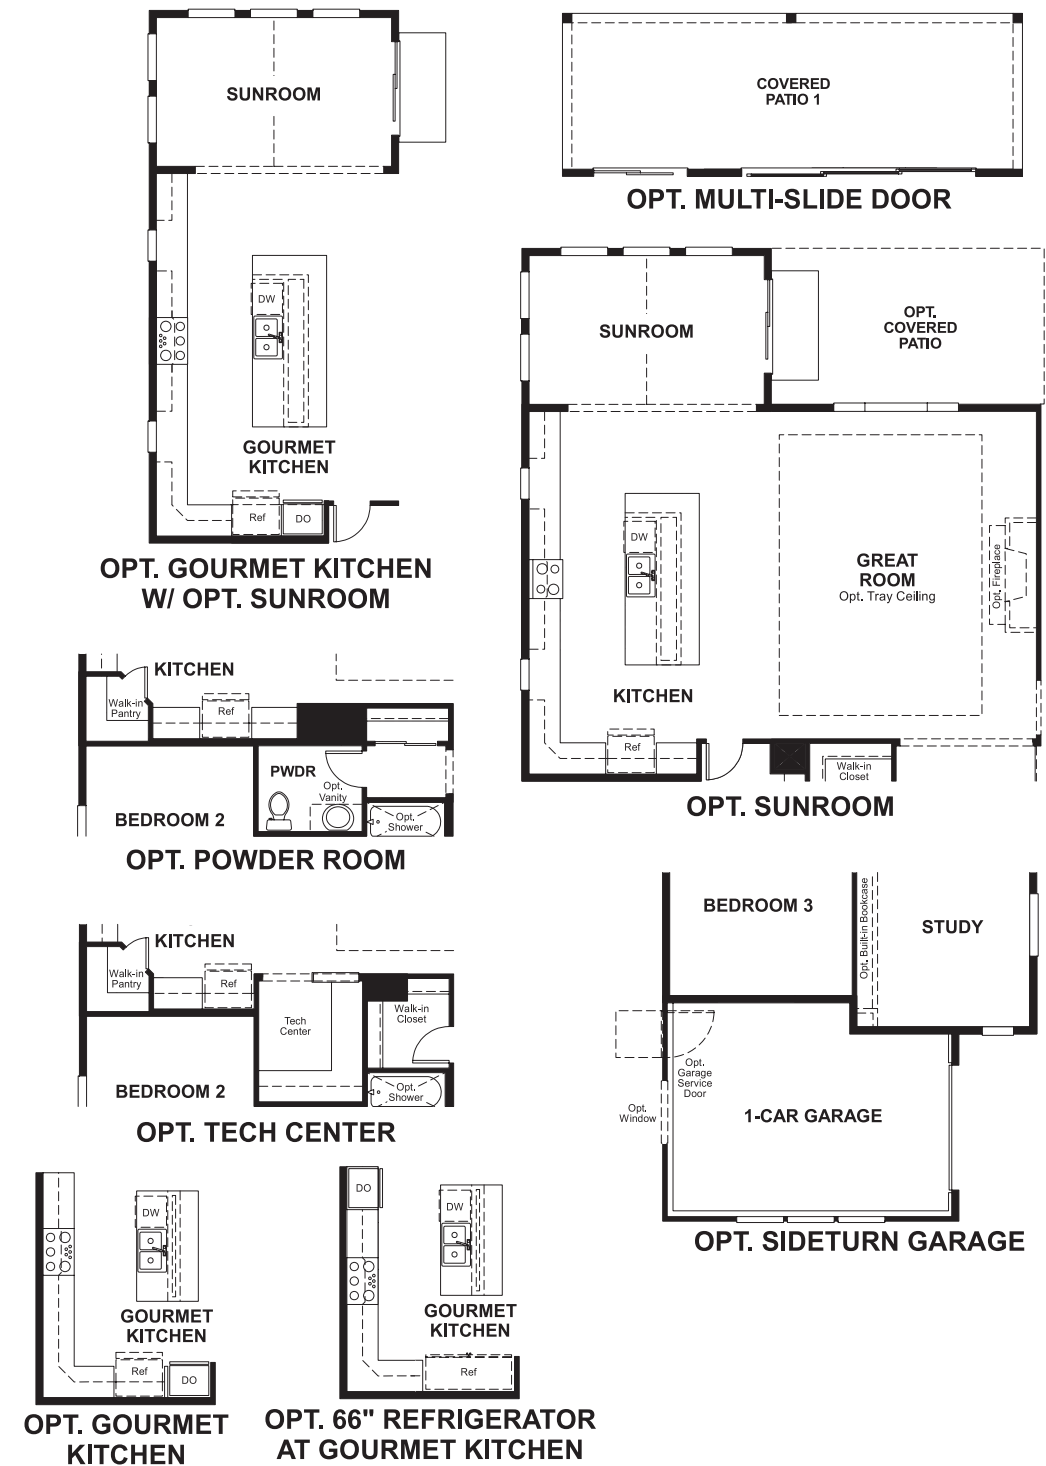 SUNROOM
DW
GOURMET
KITCHEN
Ref
DO
OPT. GOURMET KITCHEN
W/ OPT. SUNROOM
COVERED
PATIO 1
OPT. MULTI-SLIDE DOOR
SUNROOM
OPT.
COVERED
PATIO
DW
GREAT
ROOM
Opt. Tray Ceiling
Opt. Fireplace
KITCHEN
Ref
Walk-in
Closet
OPT. SUNROOM
KITCHEN
Walk-in
Pantry
Ref
PWDR
Opt.
Vanity
BEDROOM 2
Opt.
Shower
OPT. POWDER ROOM
KITCHEN
Walk-in
Pantry
Ref
Tech
Center
Walk-in
Closet
BEDROOM 2
Opt.
Shower
OPT. TECH CENTER
BEDROOM 3
Opt. Built-in Bookcase
STUDY
Opt.
Garage
Service
Door
Opt.
Window
1-CAR GARAGE
OPT. SIDETURN GARAGE
DW
GOURMET
KITCHEN
Ref
DO
OPT. GOURMET
KITCHEN
DO
DW
GOURMET
KITCHEN
Ref
OPT. 66" REFRIGERATOR
AT GOURMET KITCHEN